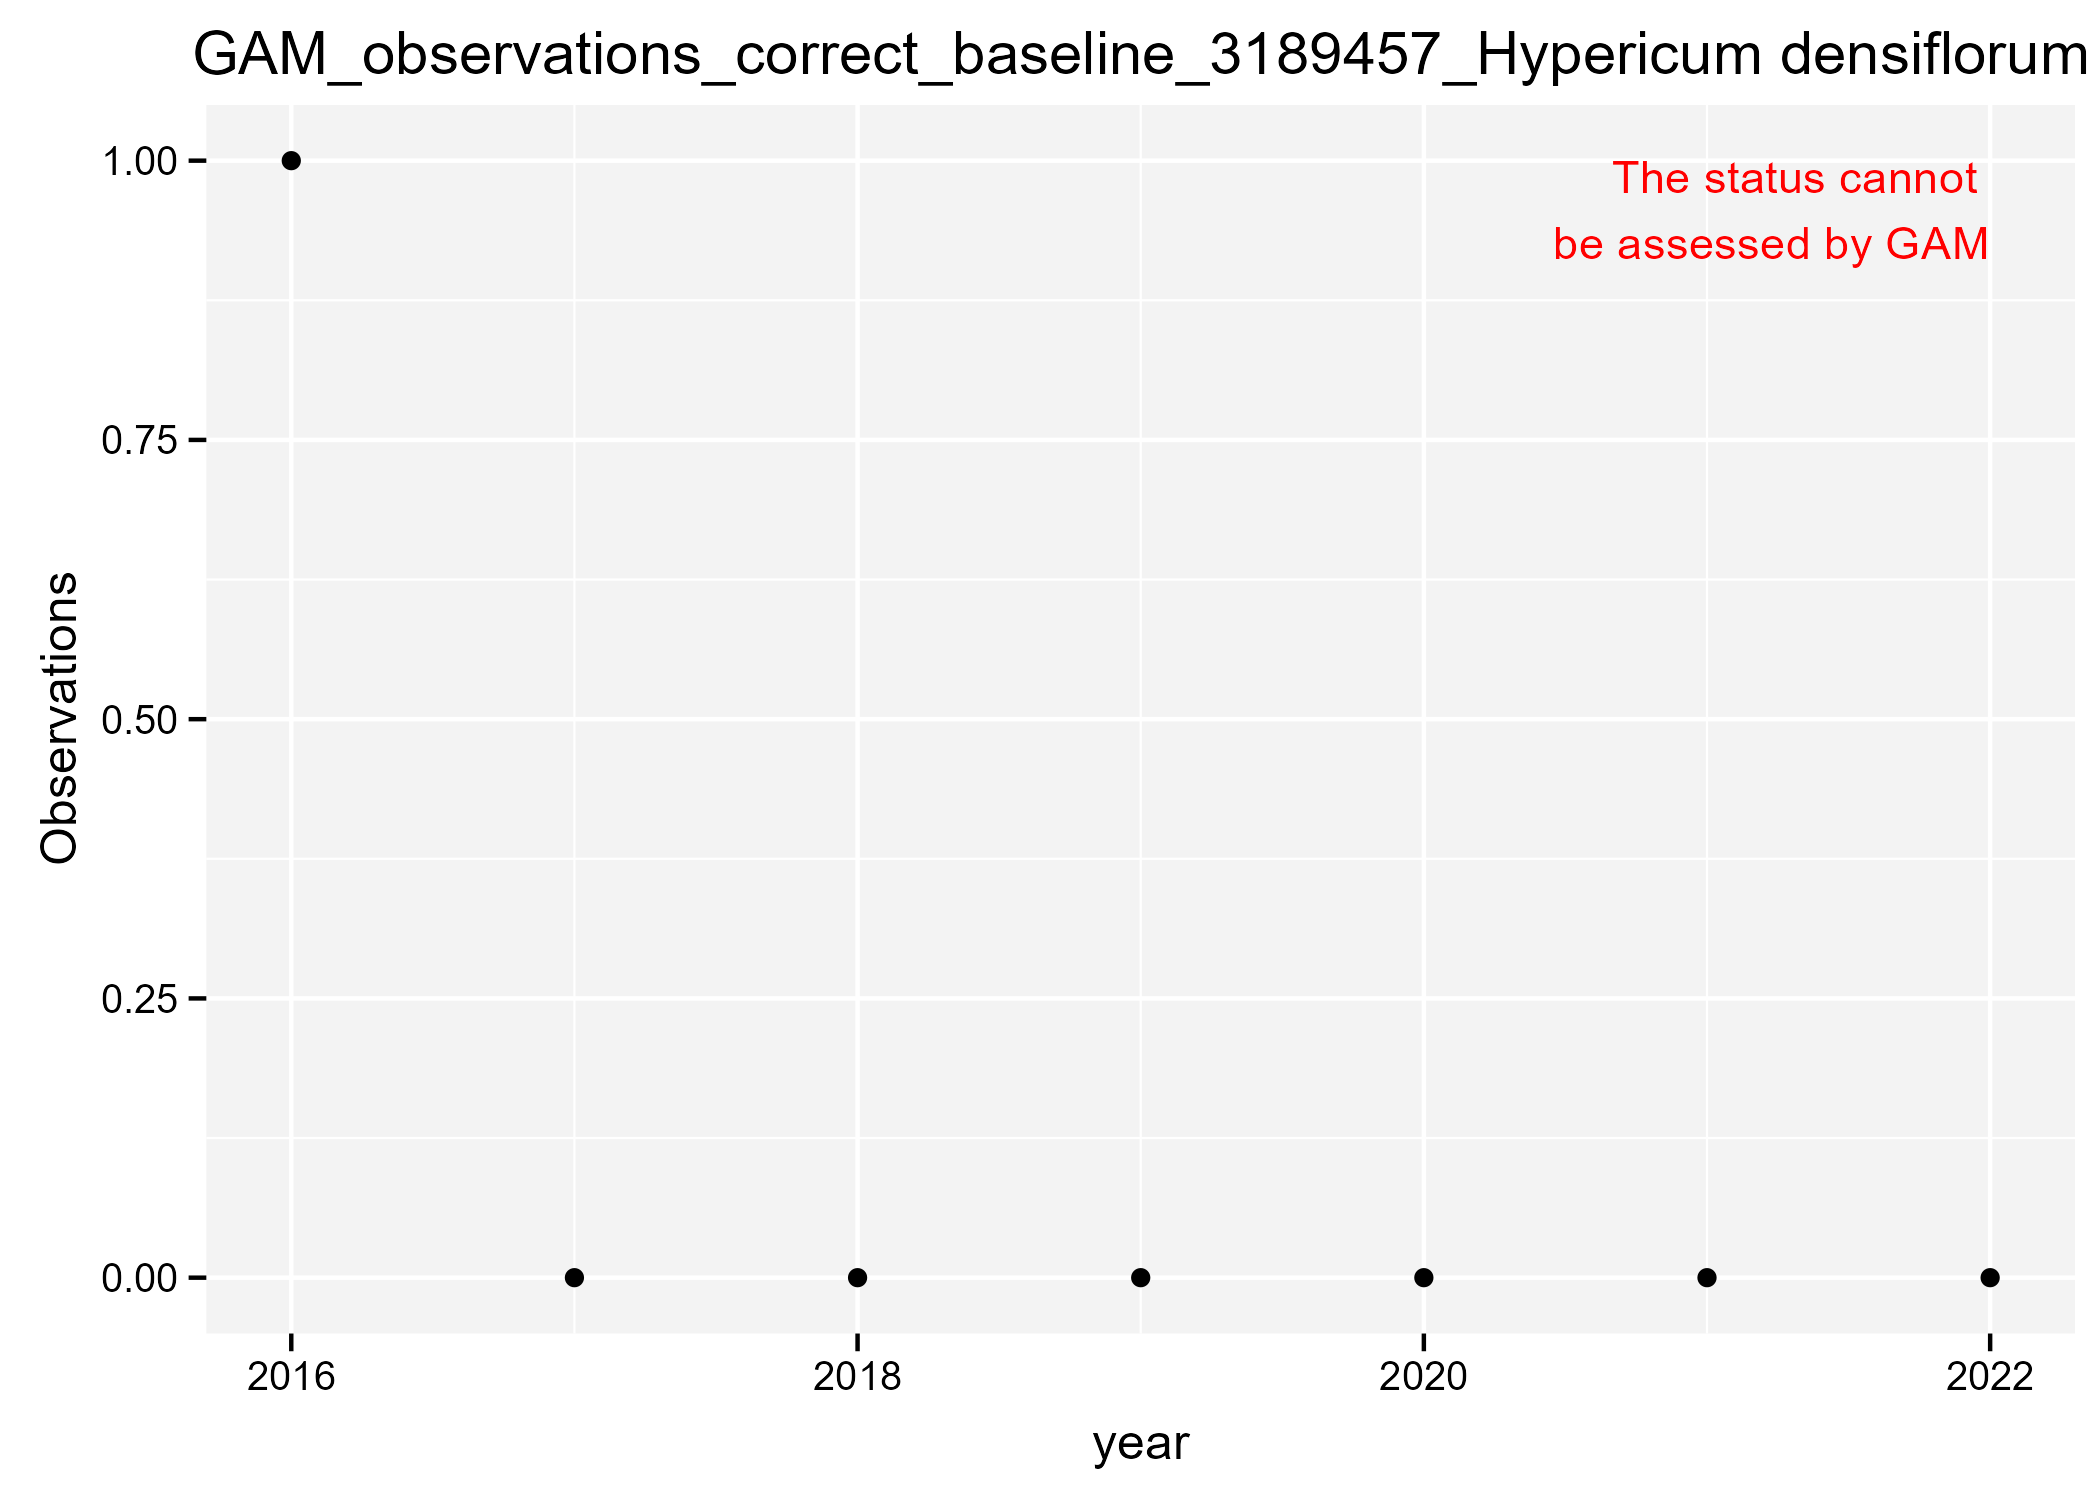 GAM_observations_correct_baseline_3189457_Hypericum densiflorum
1.00
The status cannot
be assessed by GAM
0.75
Observations
0.50
0.25
0.00
2016
2018
2020
2022
year